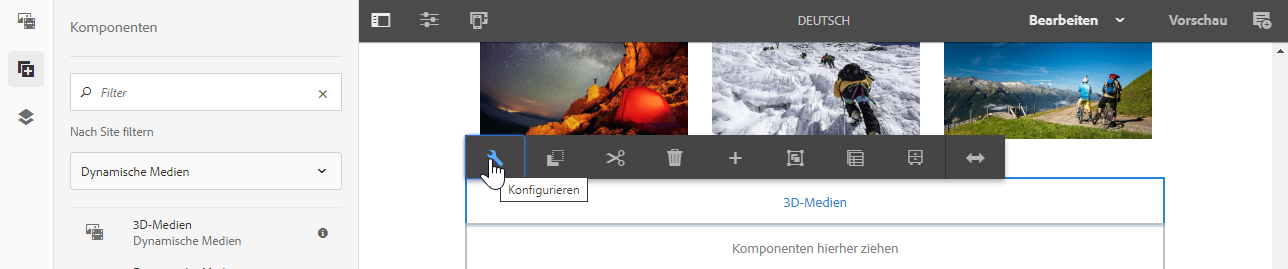 Komponenten
DEUTSCH
Bearbeiten
Vorschau
Filter
Nach Site filtern
Dynamische Medien
3D-Medien
Dynamische Medien
Konfigurieren
3D-Medien
Komponenten hierher ziehen